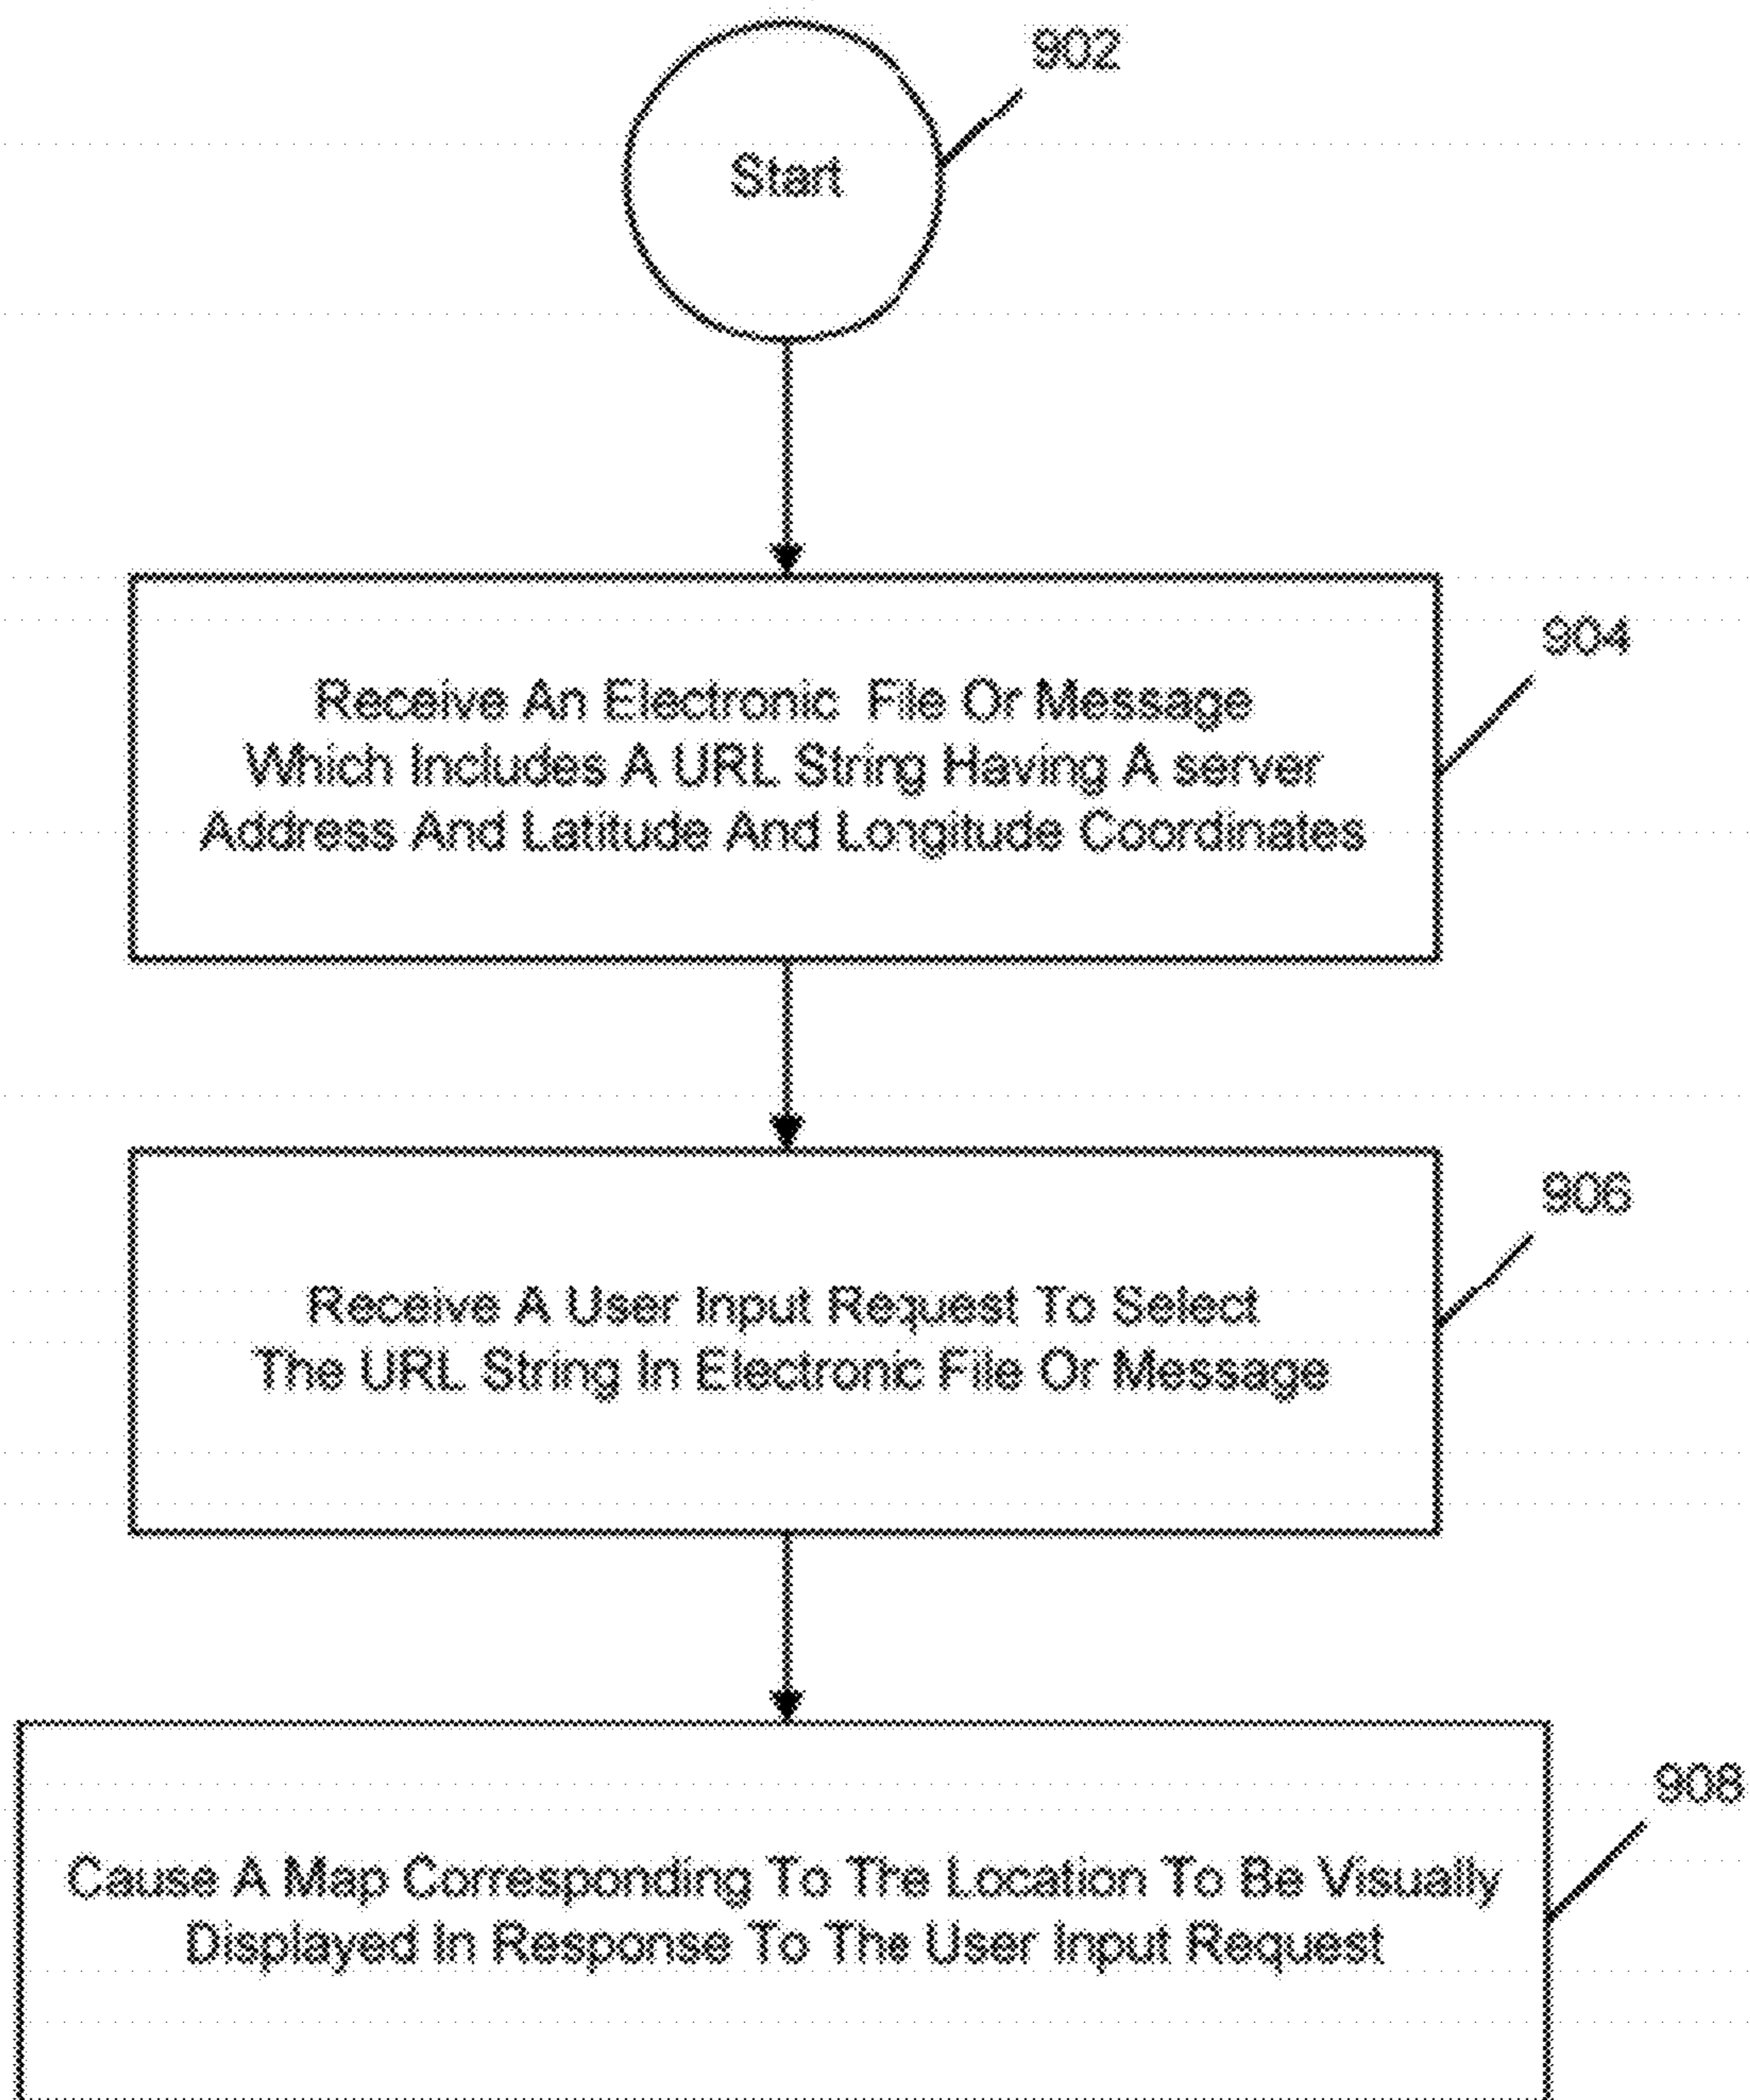 902
Start
904
Receive An Electronic File Or Message
Which Includes A URL String Having A server
Address And Latitude And Longitude Coordinates
906
Receive A User Input Request To Select
The URL String In Electronic File Or Message
908
Cause A Map Corresponding To The Location To Be Visually
Displayed In Response To The User Input Request